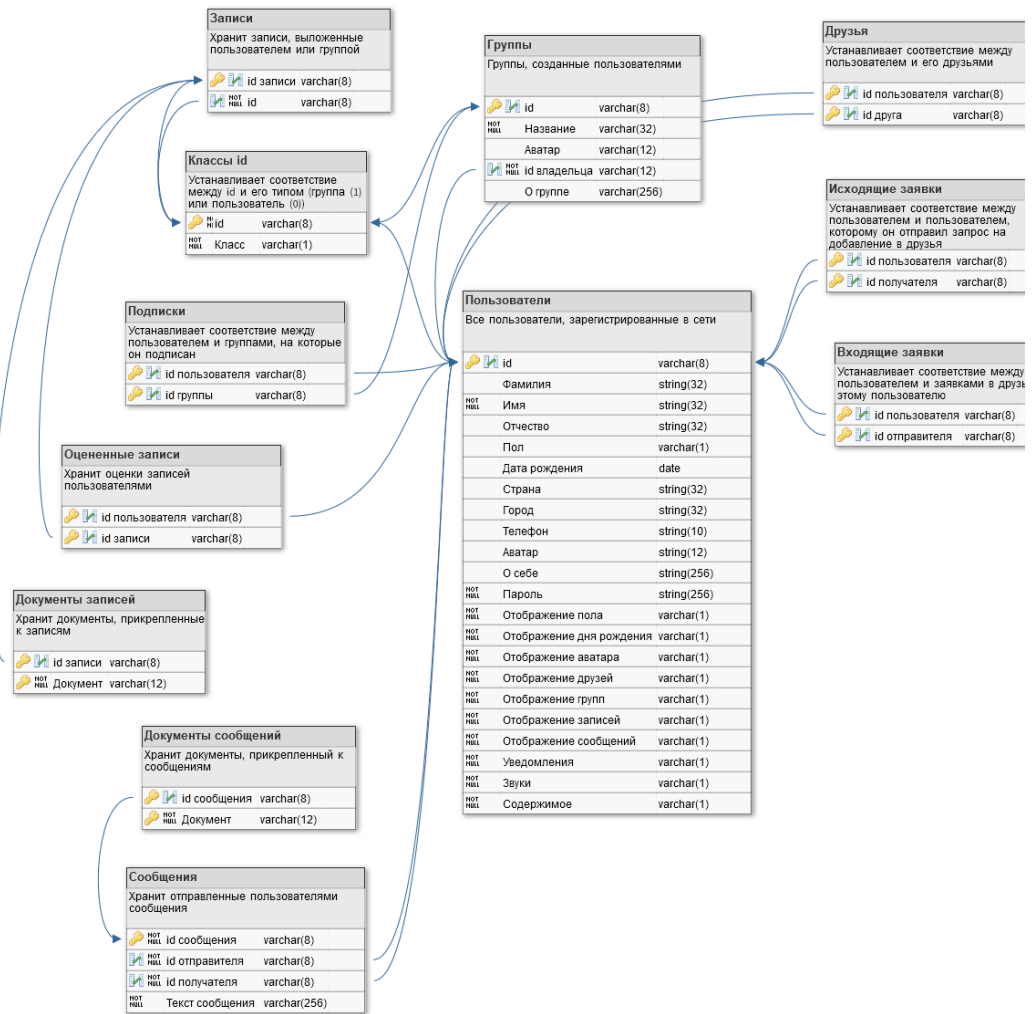 Записи
Хранит записи, выложенные
пользователем или группой
id записи varchar(8)
NOT NULL id varchar(8)
Классы id
Устанавливает соответствие
между id и его типом (группа (1)
или пользователь (0))
id varchar(8)
NOT NULL Класс varchar(1)
Группы
Группы, созданные пользователями
id varchar(8)
NOT NULL Название varchar(32)
Аватар varchar(12)
NOT NULL id владельца varchar(12)
О группе varchar(256)
Друзья
Устанавливает соответствие между
пользователем и его друзьями
id пользователя varchar(8)
id друга varchar(8)
Исходящие заявки
Устанавливает соответствие между
пользователем и пользователем,
которому он отправил запрос на
добавление в друзья
id пользователя varchar(8)
id получателя varchar(8)
Входящие заявки
Устанавливает соответствие между
пользователем и заявками в друзь
этому пользователю
id пользователя varchar(8)
id отправителя varchar(8)
Подписки
Устанавливает соответствие между
пользователем и группами, на которые
он подписан
id пользователя varchar(8)
id группы varchar(8)
Оцененные записи
Хранит оценки записей
пользователями
id пользователя varchar(8)
id записи varchar(8)
Пользователи
Все пользователи, зарегистрированные в сети
id varchar(8)
Фамилия string(32)
NOT NULL Имя string(32)
Отчество string(32)
Пол varchar(1)
Дата рождения date
Страна string(32)
Город string(32)
Телефон string(10)
Аватар string(12)
О себе string(256)
NOT NULL Пароль string(256)
NOT NULL Отображение пола varchar(1)
NOT NULL Отображение дня рождения varchar(1)
NOT NULL Отображение аватара varchar(1)
NOT NULL Отображение друзей varchar(1)
NOT NULL Отображение групп varchar(1)
NOT NULL Отображение записей varchar(1)
NOT NULL Отображение сообщений varchar(1)
NOT NULL Уведомления varchar(1)
NOT NULL Звуки varchar(1)
NOT NULL Содержимое varchar(1)
Документы записей
Хранит документы, прикрепленные
к записям
id записи varchar(8)
NOT NULL Документ varchar(12)
Документы сообщений
Хранит документы, прикрепленный к
сообщениям
id сообщения varchar(8)
NOT NULL Документ varchar(12)
Сообщения
Хранит отправленные пользователями
сообщения
NOT NULL id сообщения varchar(8)
NOT NULL id отправителя varchar(8)
NOT NULL id получателя varchar(8)
NOT NULL Текст сообщения varchar(256)